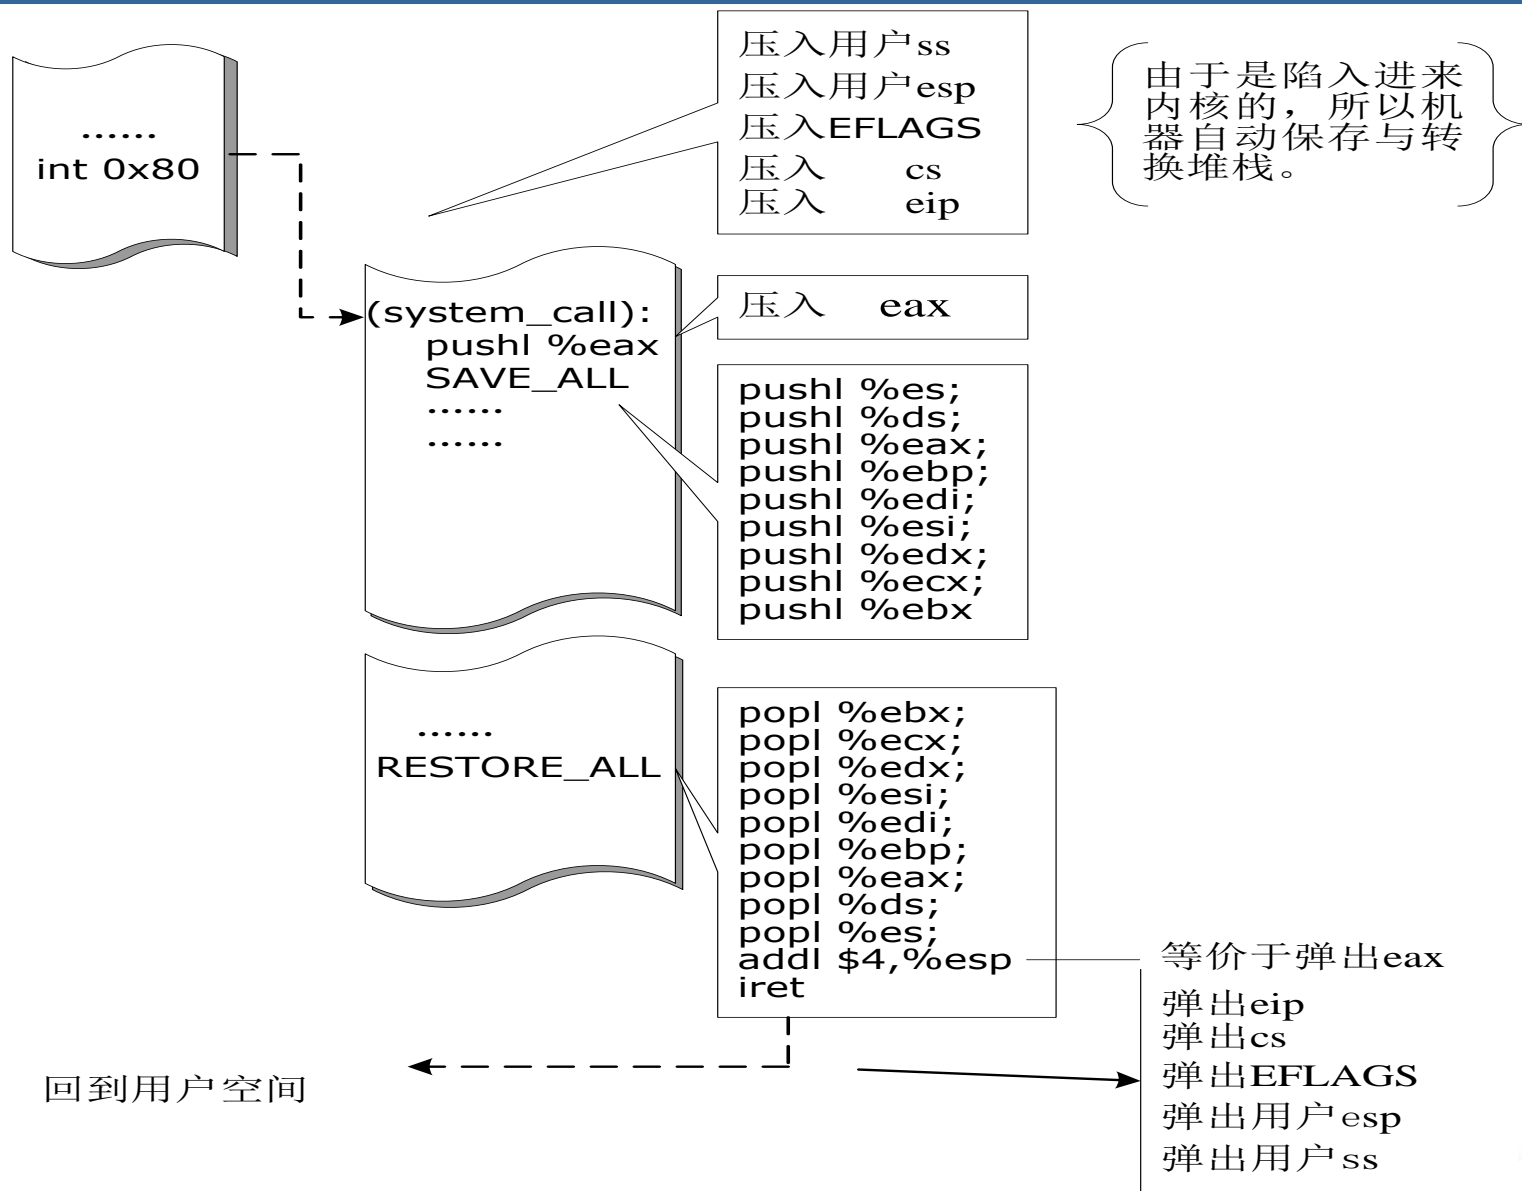 ……
int 0x80
压入用户ss
压入用户esp
压入EFLAGS
压入 cs
压入 eip
由于是陷入进来
内核的，所以机
器自动保存与转
换堆栈。
(system_call):
pushl %eax
SAVE_ALL
……
……
压入 eax
pushl %es;
pushl %ds;
pushl %eax;
pushl %ebp;
pushl %edi;
pushl %esi;
pushl %edx;
pushl %ecx;
pushl %ebx
……
RESTORE_ALL
popl %ebx;
popl %ecx;
popl %edx;
popl %esi;
popl %edi;
popl %ebp;
popl %eax;
popl %ds;
popl %es;
addl $4,%esp
iret
等价于弹出eax
弹出eip
弹出cs
弹出EFLAGS
弹出用户esp
弹出用户ss
回到用户空间